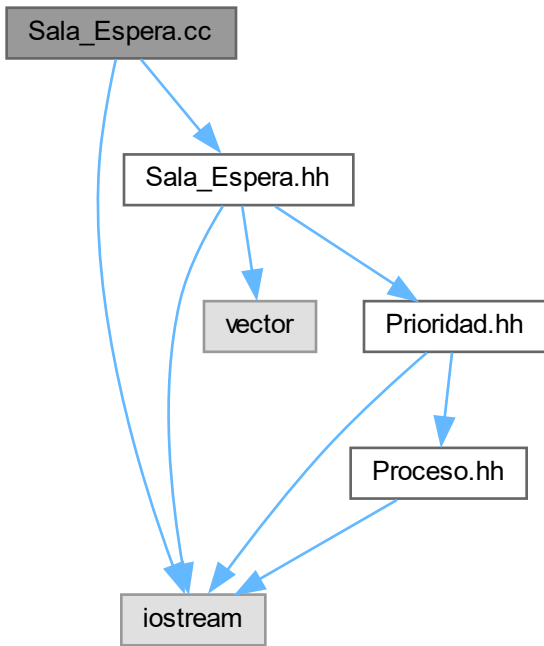 Sala_Espera.cc
Sala_Espera.hh
vector
Prioridad.hh
Proceso.hh
iostream